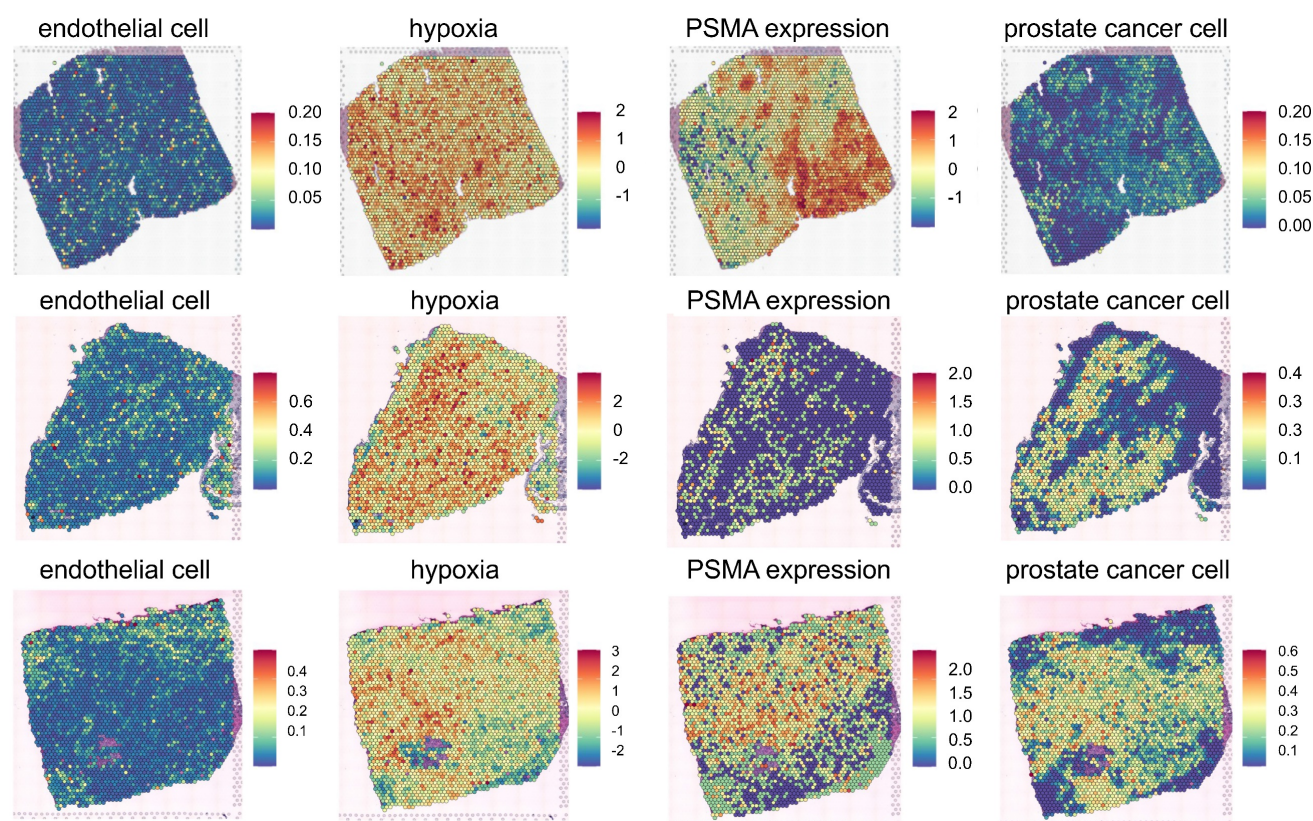 endothelial cell hypoxia PSMA expression prostate cancer cell
0.20 2 2 0.20
0.15 1 1 0.15
0.10 0 0 0.10
0.05 -1 -1 0.05
0.00
endothelial cell hypoxia PSMA expression prostate cancer cell
0.6 2 2.0 0.4
0.4 0 1.5 0.3
0.2 -2 1.0 0.3
0.5 0.1
0.0
endothelial cell hypoxia PSMA expression prostate cancer cell
0.4 3 2.0 0.6
0.3 2 1.5 0.5
0.2 1 1.0 0.4
0.1 0 0.5 0.3
-1 0.0 0.2
-2 0.1